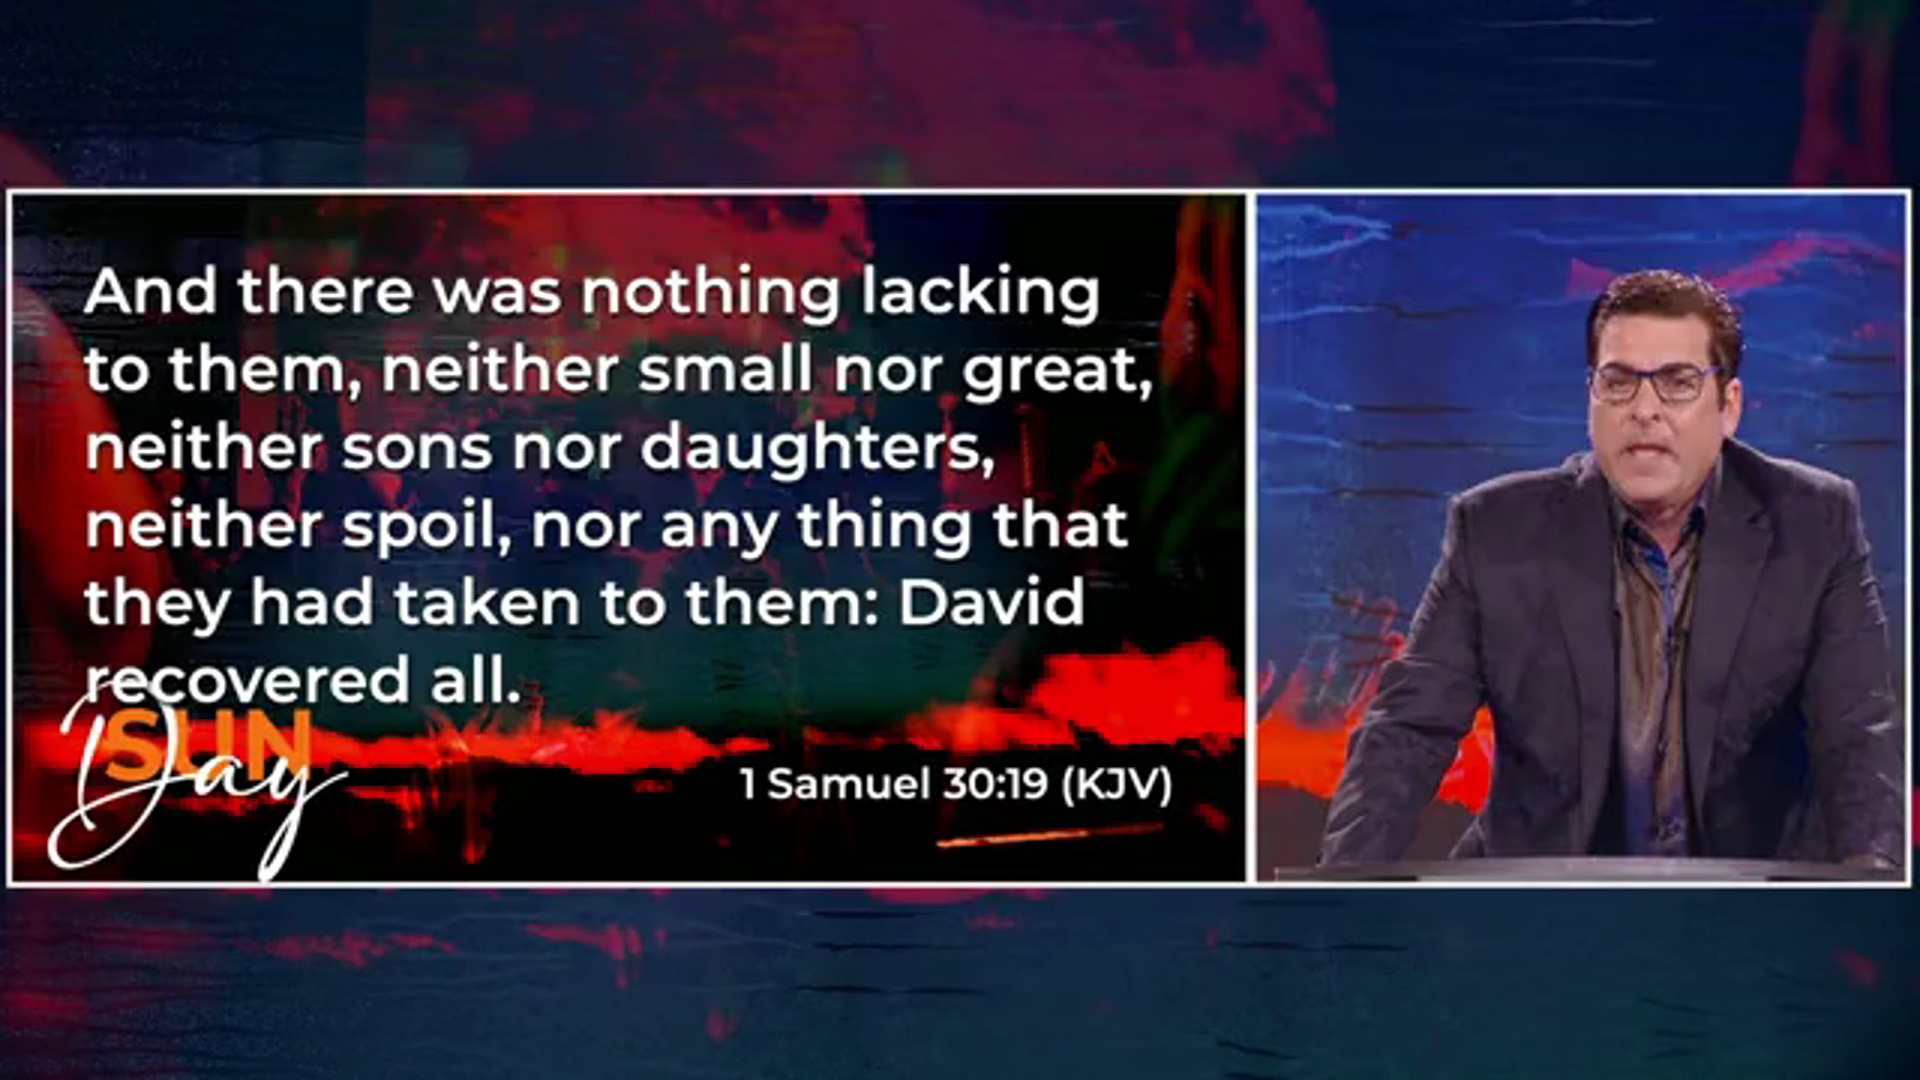 And there was nothing lacking
to them, neither small nor great,
neither sons nor daughters,
neither spoil, nor any thing that
they had taken to them: David
recovered all.
SUN
Day
1 Samuel 30:19 (KJV)